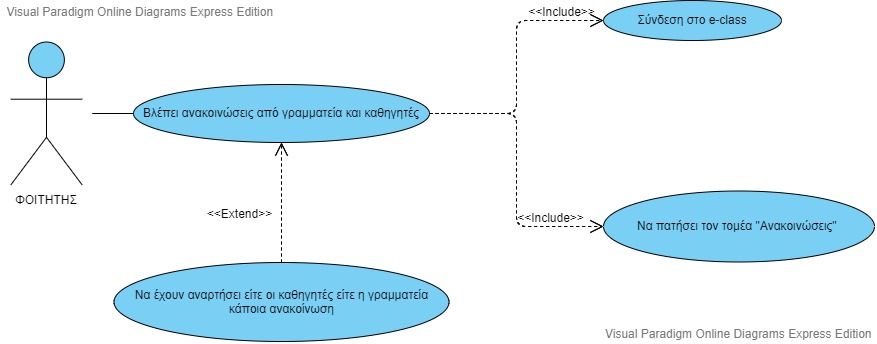 Visual Paradigm Online Diagrams Express Edition
<<Include>>
Σύνδεση στο e-class
Βλέπει ανακοινώσεις από γραμματεία και καθηγητές
ΦΟΙΤΗΤΗΣ
<<Extend>>
<<Include>>
Να πατήσει τον τομέα "Ανακοινώσεις"
Να έχουν αναρτήσει είτε οι καθηγητές είτε η γραμματεία
κάποια ανακοίνωση
Visual Paradigm Online Diagrams Express Edition